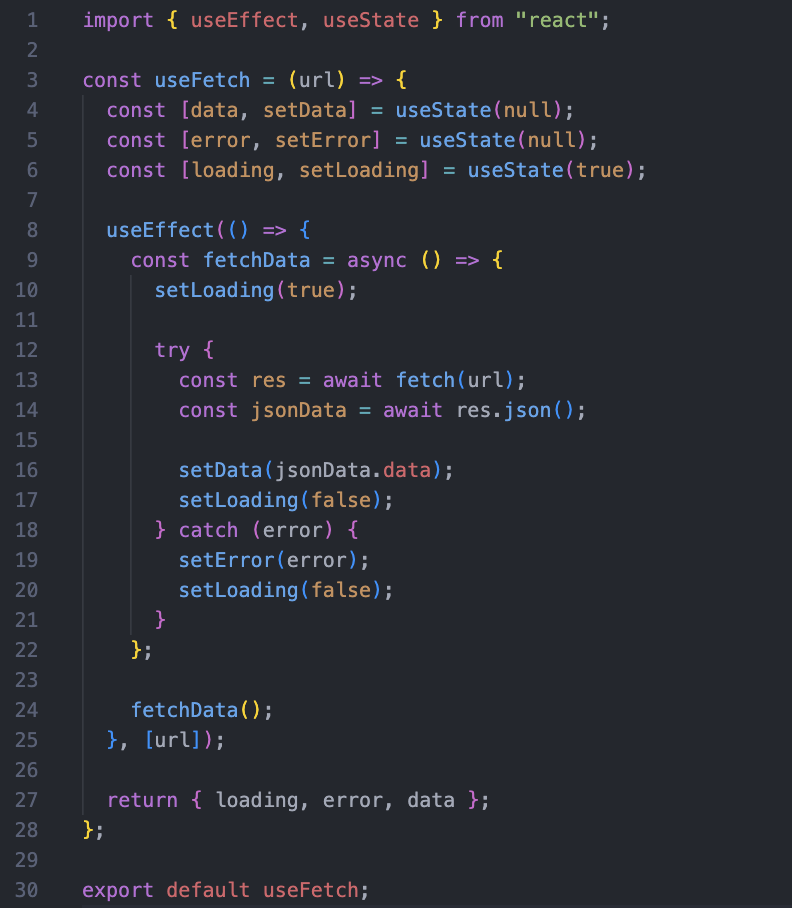 1 import { useEffect, useState } from "react";
2
3 const useFetch = (url) => {
4   const [data, setData] = useState(null);
5   const [error, setError] = useState(null);
6   const [loading, setLoading] = useState(true);
7
8   useEffect(() => {
9     const fetchData = async () => {
10       setLoading(true);
11
12       try {
13         const res = await fetch(url);
14         const jsonData = await res.json();
15
16         setData(jsonData.data);
17         setLoading(false);
18       } catch (error) {
19         setError(error);
20         setLoading(false);
21       }
22     };
23
24     fetchData();
25   }, [url]);
26
27   return { loading, error, data };
28 };
29
30 export default useFetch;